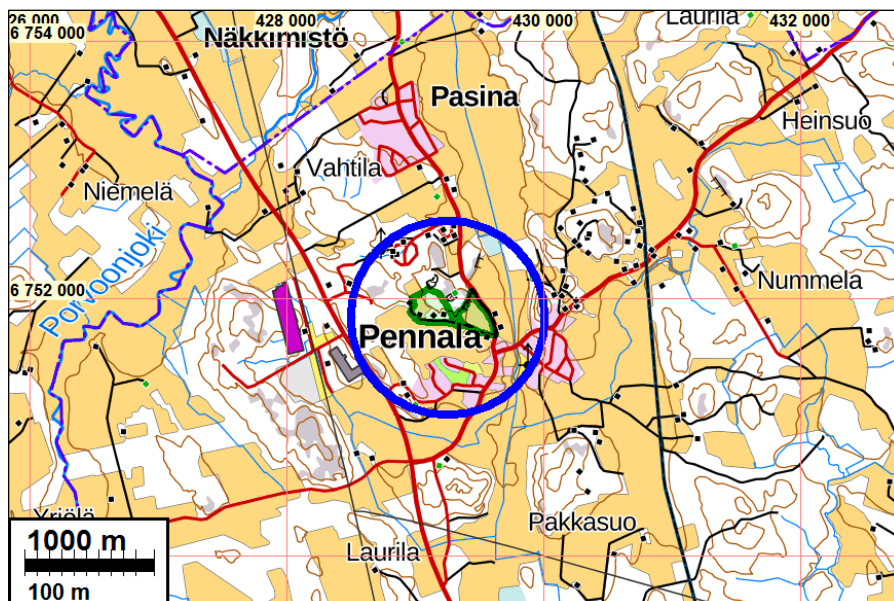 26 000
428 000
430 000
Laurila
432 000
6 754 000
Näkkimistö
Pasina
Heinsuo
Vahtila
Niemelä
Porvoonjoki
6 752 000
Nummela
Pennala
Yrjölä
Pakkasuo
1000 m
Laurila
100 m